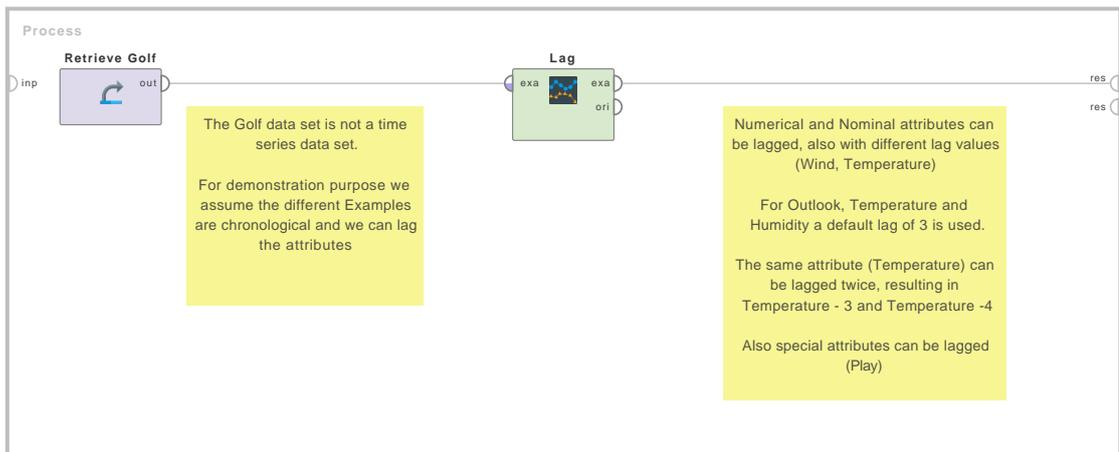 Process
Retrieve Golf
inp
out
Lag
exa
exa
ori
res
res
The Golf data set is not a time
series data set.
For demonstration purpose we
assume the different Examples
are chronological and we can lag
the attributes
Numerical and Nominal attributes can
be lagged, also with different lag values
(Wind, Temperature)
For Outlook, Temperature and
Humidity a default lag of 3 is used.
The same attribute (Temperature) can
be lagged twice, resulting in
Temperature - 3 and Temperature -4
Also special attributes can be lagged
(Play)